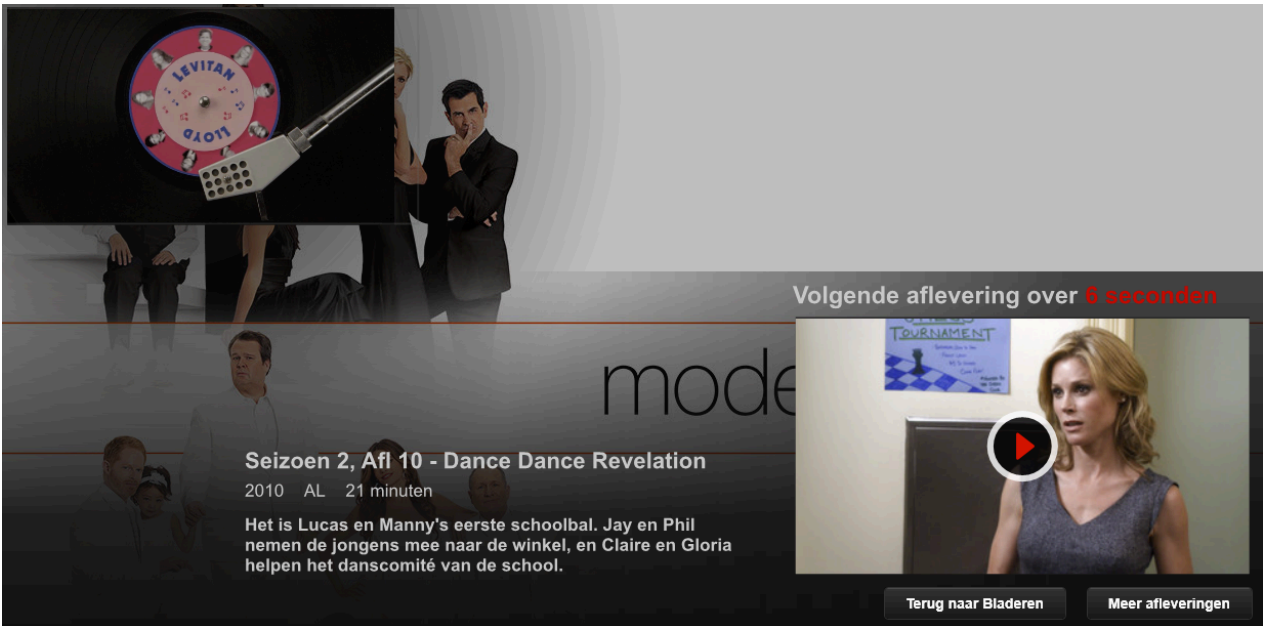 LEVITAN
LLOYD
Volgende aflevering over 6 seconden
TOURNAMENT
mode
Seizoen 2, Afl 10 - Dance Dance Revelation
2010 AL 21 minuten
Het is Lucas en Manny's eerste schoolbal. Jay en Phil
nemen de jongens mee naar de winkel, en Claire en Gloria
helpen het danscomité van de school.
Terug naar Bladeren
Meer afleveringen